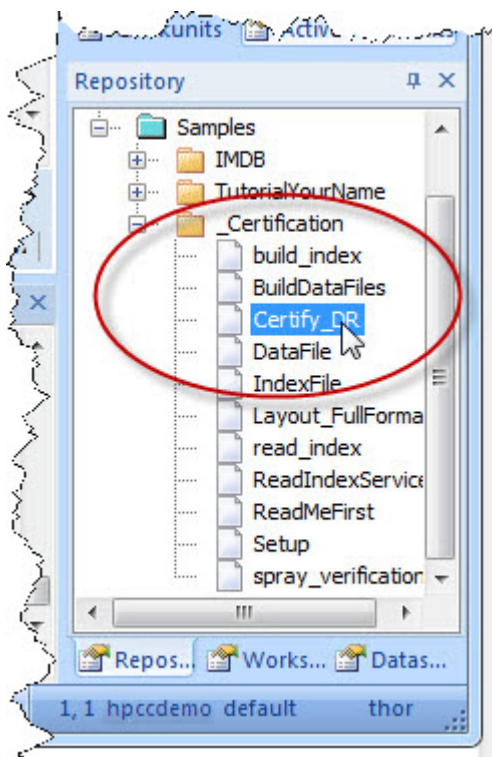 Repository
Samples
IMDB
TutorialYourName
_Certification
build_index
BuildDataFiles
Certify_DR
DataFile
IndexFile
Layout_FullForma
read_index
ReadIndexService
ReadMeFirst
Setup
spray_verification
Repos... Works... Datas...
1, 1 hpccdemo default thor